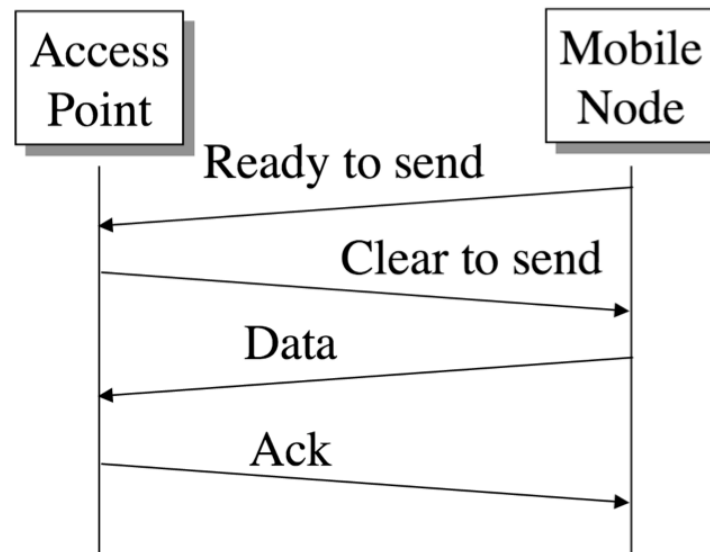 Access
Point
Mobile
Node
Ready to send
Clear to send
Data
Ack